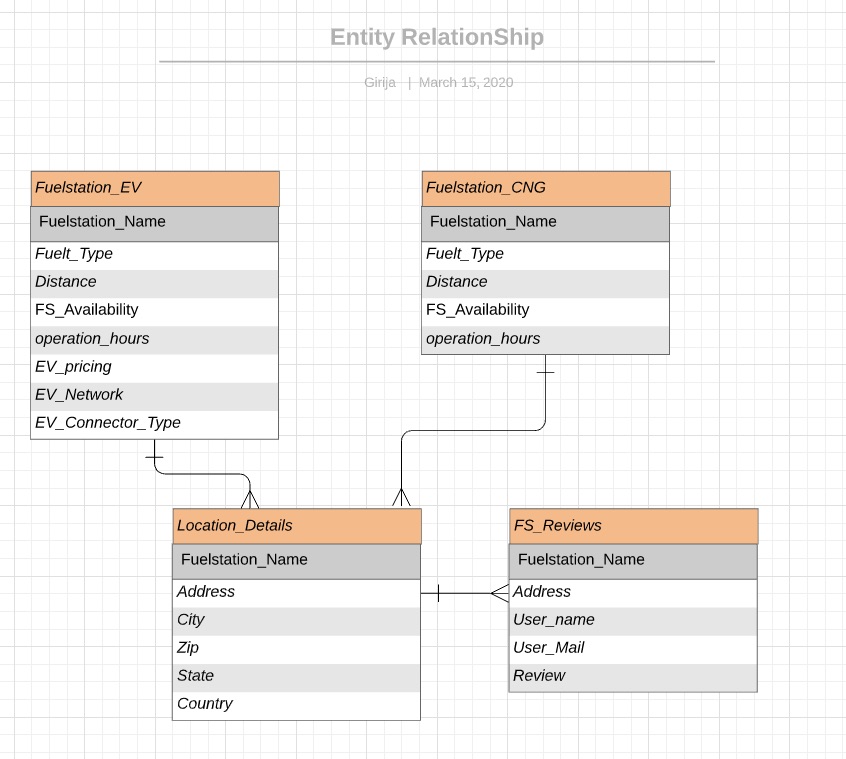 Entity RelationShip
Girija | March 15, 2020
Fuelstation_EV
Fuelstation_Name
Fuelt_Type
Distance
FS_Availability
operation_hours
EV_pricing
EV_Network
EV_Connector_Type
Fuelstation_CNG
Fuelstation_Name
Fuelt_Type
Distance
FS_Availability
operation_hours
Location_Details
Fuelstation_Name
Address
City
Zip
State
Country
FS_Reviews
Fuelstation_Name
Address
User_name
User_Mail
Review